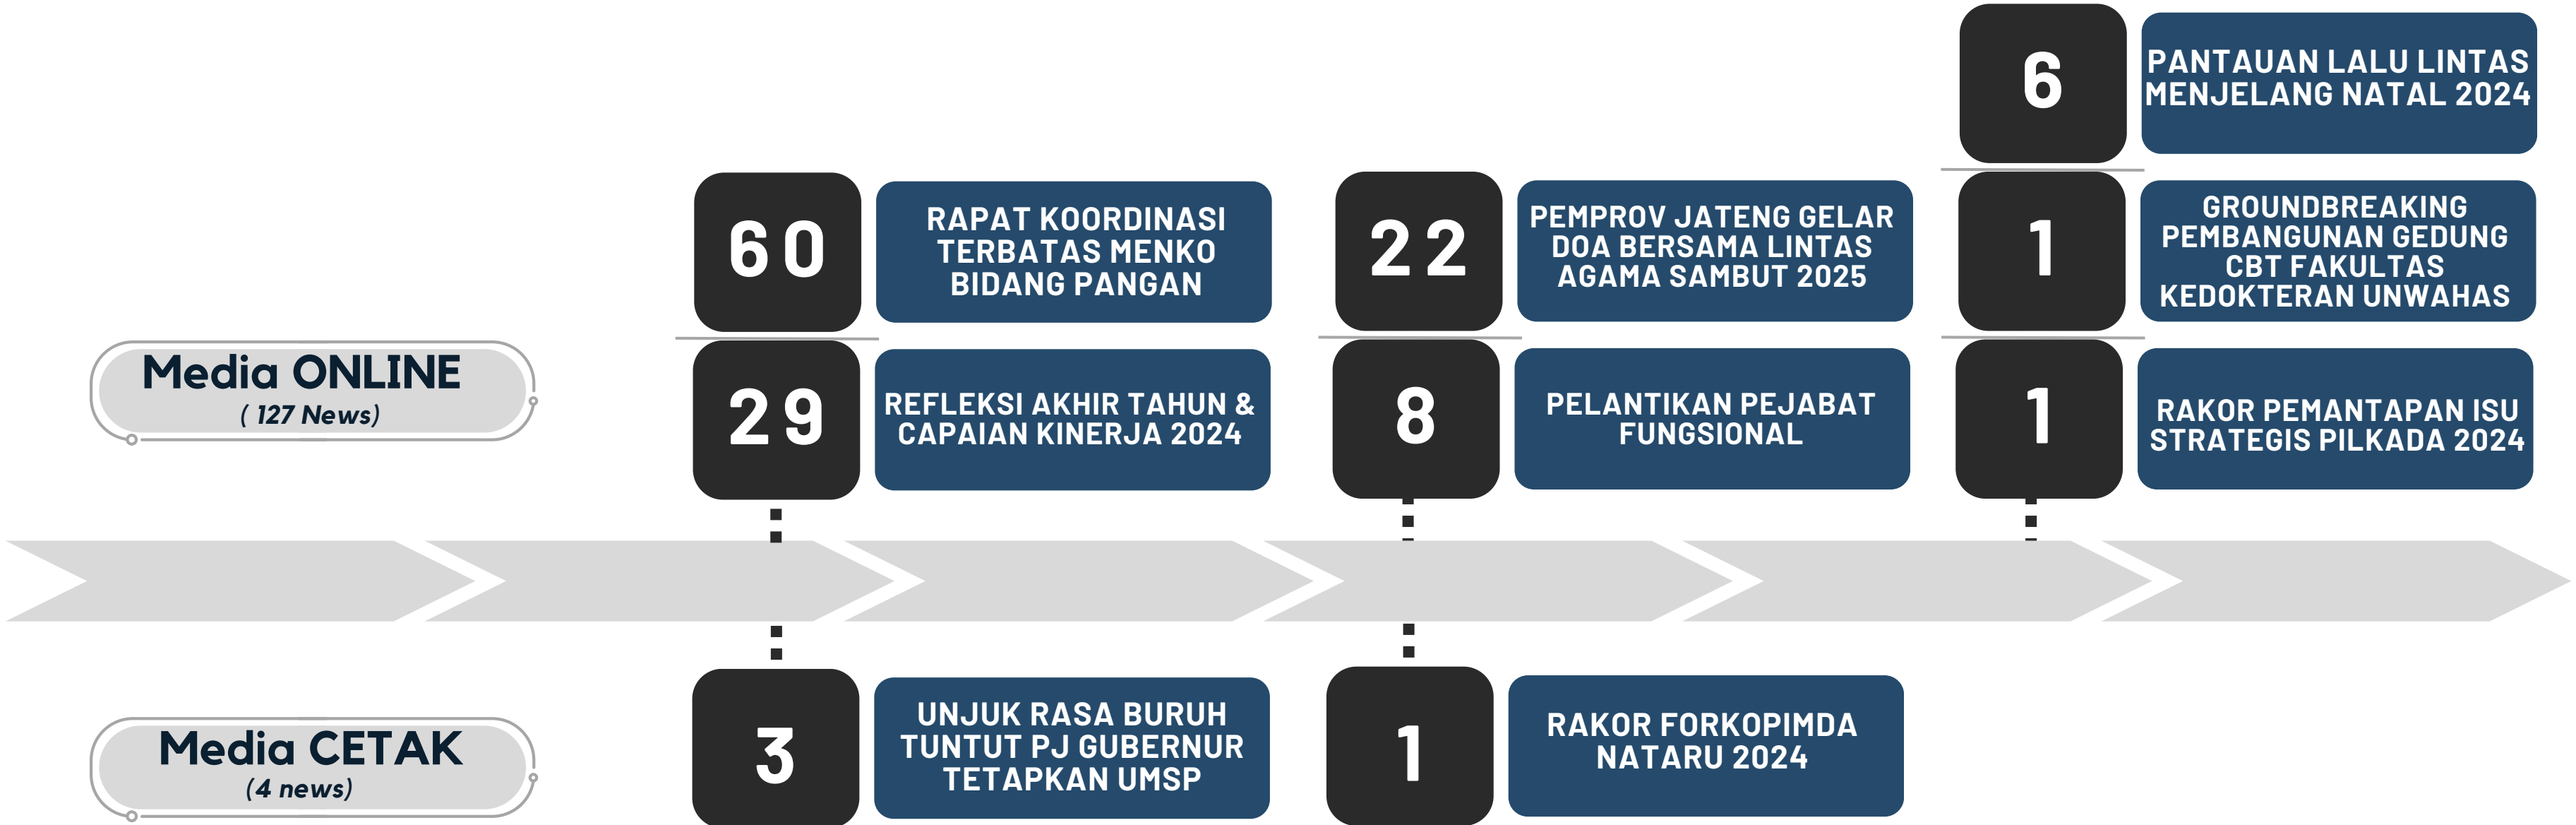 Media ONLINE
( 127 News)
60
RAPAT KOORDINASI
TERBATAS MENKO
BIDANG PANGAN
29
REFLEKSI AKHIR TAHUN &
CAPAIAN KINERJA 2024
22
PEMPROV JATENG GELAR
DOA BERSAMA LINTAS
AGAMA SAMBUT 2025
8
PELANTIKAN PEJABAT
FUNGSIONAL
6
PANTAUAN LALU LINTAS
MENJELANG NATAL 2024
1
GROUNDBREAKING
PEMBANGUNAN GEDUNG
CBT FAKULTAS
KEDOKTERAN UNWAHAS
1
RAKOR PEMANTAPAN ISU
STRATEGIS PILKADA 2024
Media CETAK
(4 news)
3
UNJUK RASA BURUH
TUNTUT PJ GUBERNUR
TETAPKAN UMSP
1
RAKOR FORKOPIMDA
NATARU 2024